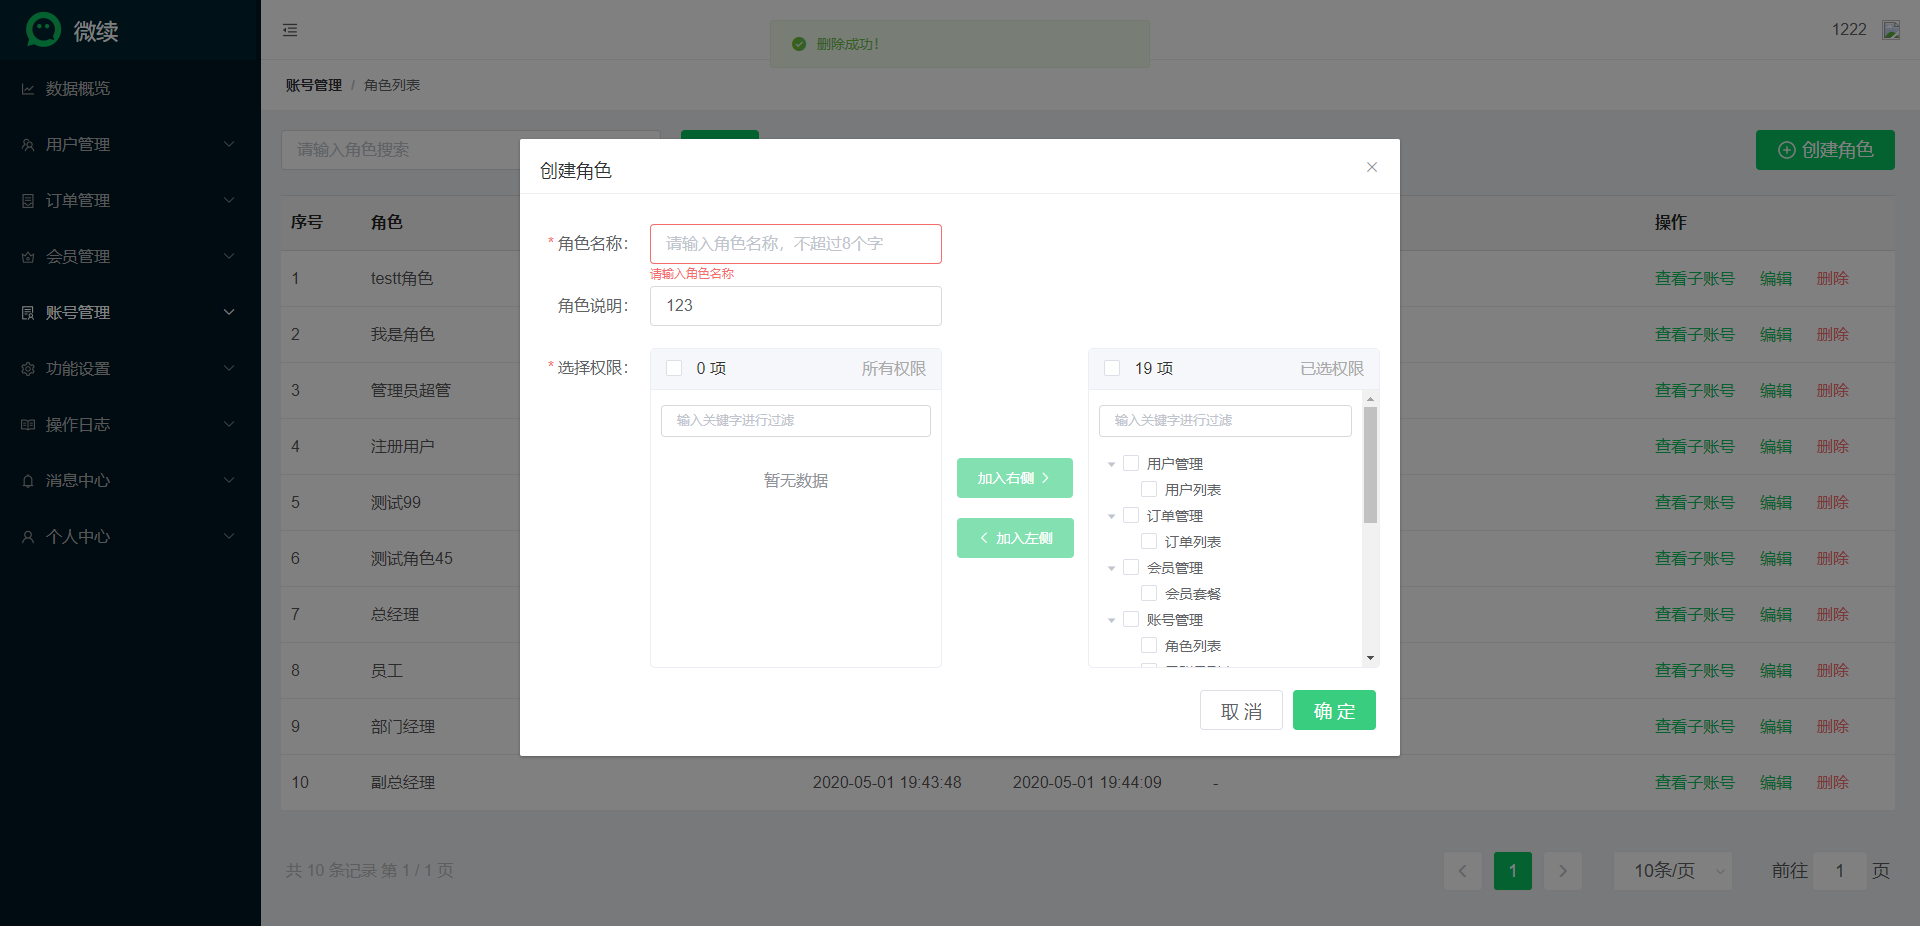 微续
1222
删除成功!
数据概览
账号管理 / 角色列表
用户管理
请输入角色搜索
创建角色
订单管理
会员管理
账号管理
功能设置
操作日志
消息中心
个人中心
序号 角色 操作
1 testt角色 查看子账号 编辑 删除
2 我是角色 查看子账号 编辑 删除
3 管理员超管 查看子账号 编辑 删除
4 注册用户 查看子账号 编辑 删除
5 测试99 查看子账号 编辑 删除
6 测试角色45 查看子账号 编辑 删除
7 总经理 查看子账号 编辑 删除
8 员工 查看子账号 编辑 删除
9 部门经理 查看子账号 编辑 删除
10 副总经理 2020-05-01 19:43:48 2020-05-01 19:44:09 - 查看子账号 编辑 删除
创建角色
*角色名称: 请输入角色名称，不超过8个字
请输入角色名称
角色说明: 123
*选择权限: 0 项 所有权限
输入关键字进行过滤
暂无数据
加入右侧
加入左侧
19 项 已选权限
输入关键字进行过滤
用户管理
用户列表
订单管理
订单列表
会员管理
会员套餐
账号管理
角色列表
取 消 确 定
共 10 条记录 第 1 / 1 页
1 10条/页 前往 1 页